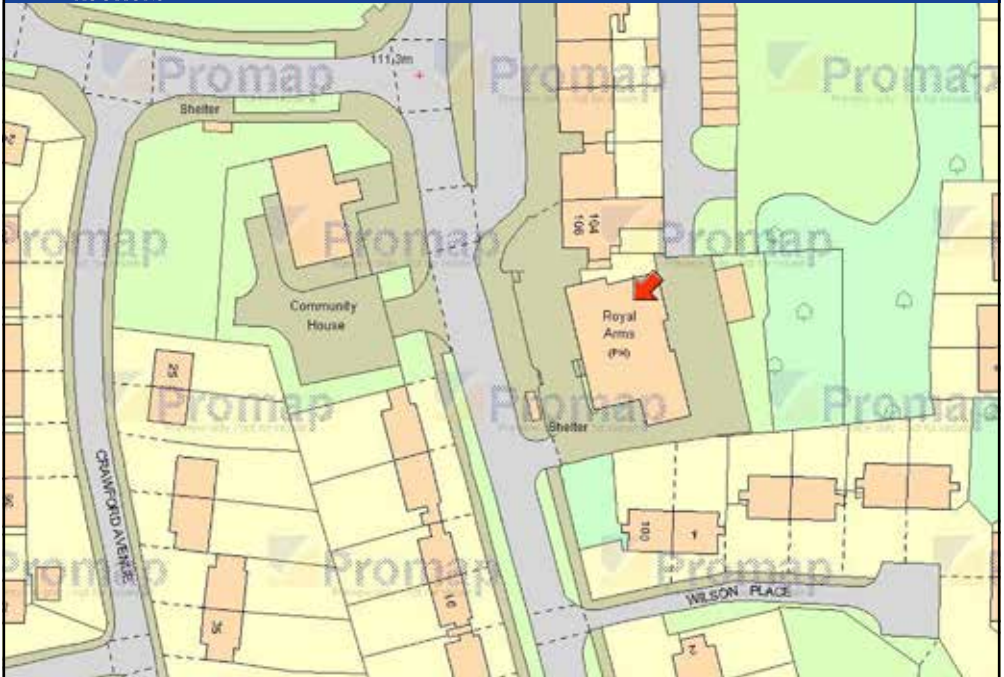 Promap
Promap
Promap
111.3m
Shelter
104
106
Promap
Promap
Promap
Community
House
Royal
Arms
(PH)
25
Promap
Promap
Promap
Shelter
CRAWFORD AVENUE
100
1
Promap
Promap
Promap
WILSON PLACE
35
16
2